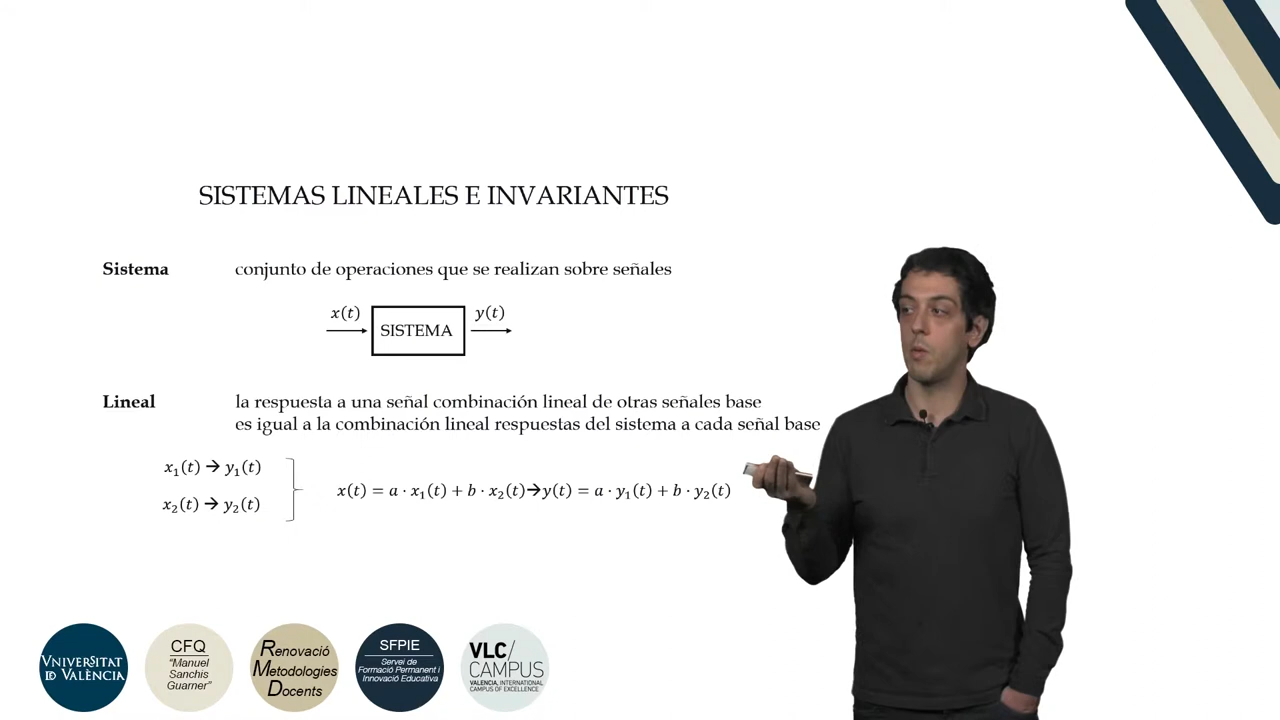 SISTEMAS LINEALES E INVARIANTES
Sistema conjunto de operaciones que se realizan sobre señales
x(t) SISTEMA y(t)
Lineal la respuesta a una señal combinación lineal de otras señales base
es igual a la combinación lineal respuestas del sistema a cada señal base
x₁(t) → y₁(t)
x₂(t) → y₂(t)
x(t) = a · x₁(t) + b · x₂(t)→y(t) = a · y₁(t) + b · y₂(t)
VNIVERSITAT
ID VALÈNCIA
CFQ
"Manuel
Sanchis
Guarner"
Renovació
Metodologies
Docents
SFPIE
Servei de
Formació Permanent i
Innovació Educativa
VLC/
CAMPUS
VALENCIA, INTERNATIONAL
CAMPUS OF EXCELLENCE